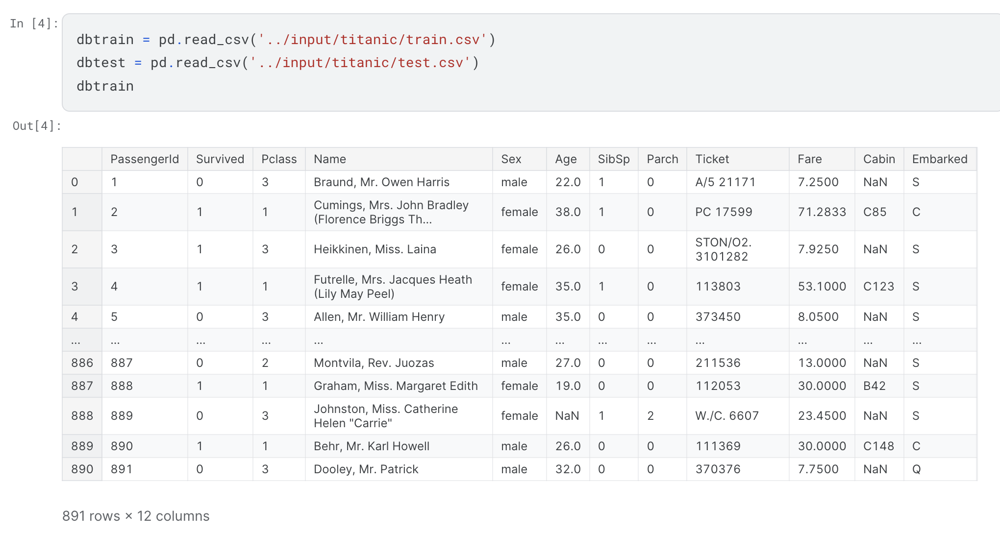 In [4]:
dbtrain = pd.read_csv('../input/titanic/train.csv')
dbtest = pd.read_csv('../input/titanic/test.csv')
dbtrain
Out[4]:
PassengerId Survived Pclass Name Sex Age SibSp Parch Ticket Fare Cabin Embarked
0 1 0 3 Braund, Mr. Owen Harris male 22.0 1 0 A/5 21171 7.2500 NaN S
1 2 1 1 Cumings, Mrs. John Bradley
(Florence Briggs Th... female 38.0 1 0 PC 17599 71.2833 C85 C
2 3 1 3 Heikkinen, Miss. Laina female 26.0 0 0 STON/O2.
3101282 7.9250 NaN S
3 4 1 1 Futrelle, Mrs. Jacques Heath
(Lily May Peel) female 35.0 1 0 113803 53.1000 C123 S
4 5 0 3 Allen, Mr. William Henry male 35.0 0 0 373450 8.0500 NaN S
... ... ... ... ... ... ... ... ... ... ... ... ...
886 887 0 2 Montvila, Rev. Juozas male 27.0 0 0 211536 13.0000 NaN S
887 888 1 1 Graham, Miss. Margaret Edith female 19.0 0 0 112053 30.0000 B42 S
888 889 0 3 Johnston, Miss. Catherine
Helen "Carrie" female NaN 1 2 W./C. 6607 23.4500 NaN S
889 890 1 1 Behr, Mr. Karl Howell male 26.0 0 0 111369 30.0000 C148 C
890 891 0 3 Dooley, Mr. Patrick male 32.0 0 0 370376 7.7500 NaN Q
891 rows × 12 columns